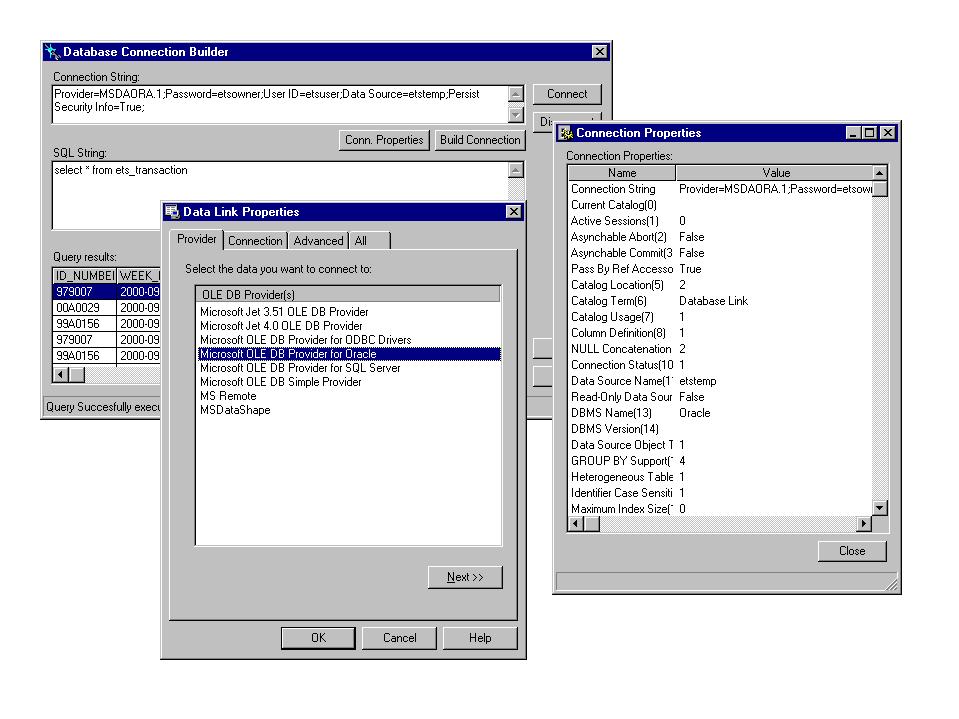 Database Connection Builder
Connection String:
Provider=MSDAORA.1;Password=etsowner;User ID=etsuser;Data Source=etstemp;Persist
Security Info=True;
Connect
Conn. Properties
Build Connection
SQL String:
select * from ets_transaction
Query results:
ID_NUMBER WEEK_
979007 2000-09
00A0029 2000-09
99A0156 2000-09
979007 2000-09
99A0156 2000-09
Query Succesfully execu
Data Link Properties
Provider Connection Advanced All
Select the data you want to connect to:
OLE DB Provider(s)
Microsoft Jet 3.51 OLE DB Provider
Microsoft Jet 4.0 OLE DB Provider
Microsoft OLE DB Provider for ODBC Drivers
Microsoft OLE DB Provider for Oracle
Microsoft OLE DB Provider for SQL Server
Microsoft OLE DB Simple Provider
MS Remote
MSDataShape
Next >>
OK Cancel Help
Connection Properties
Connection Properties:
Name Value
Connection String Provider=MSDAORA.1;Password=etsown
Current Catalog(0)
Active Sessions(1) 0
Asynchable Abort(2) False
Asynchable Commit(3 False
Pass By Ref Accesso True
Catalog Location(5) 2
Catalog Term(6) Database Link
Catalog Usage(7) 1
Column Definition(8) 1
NULL Concatenation 2
Connection Status(10 1
Data Source Name(1 etstemp
Read-Only Data Sour False
DBMS Name(13) Oracle
DBMS Version(14)
Data Source Object T 1
GROUP BY Support( 4
Heterogeneous Table 1
Identifier Case Sensiti 1
Maximum Index Size( 0
Close